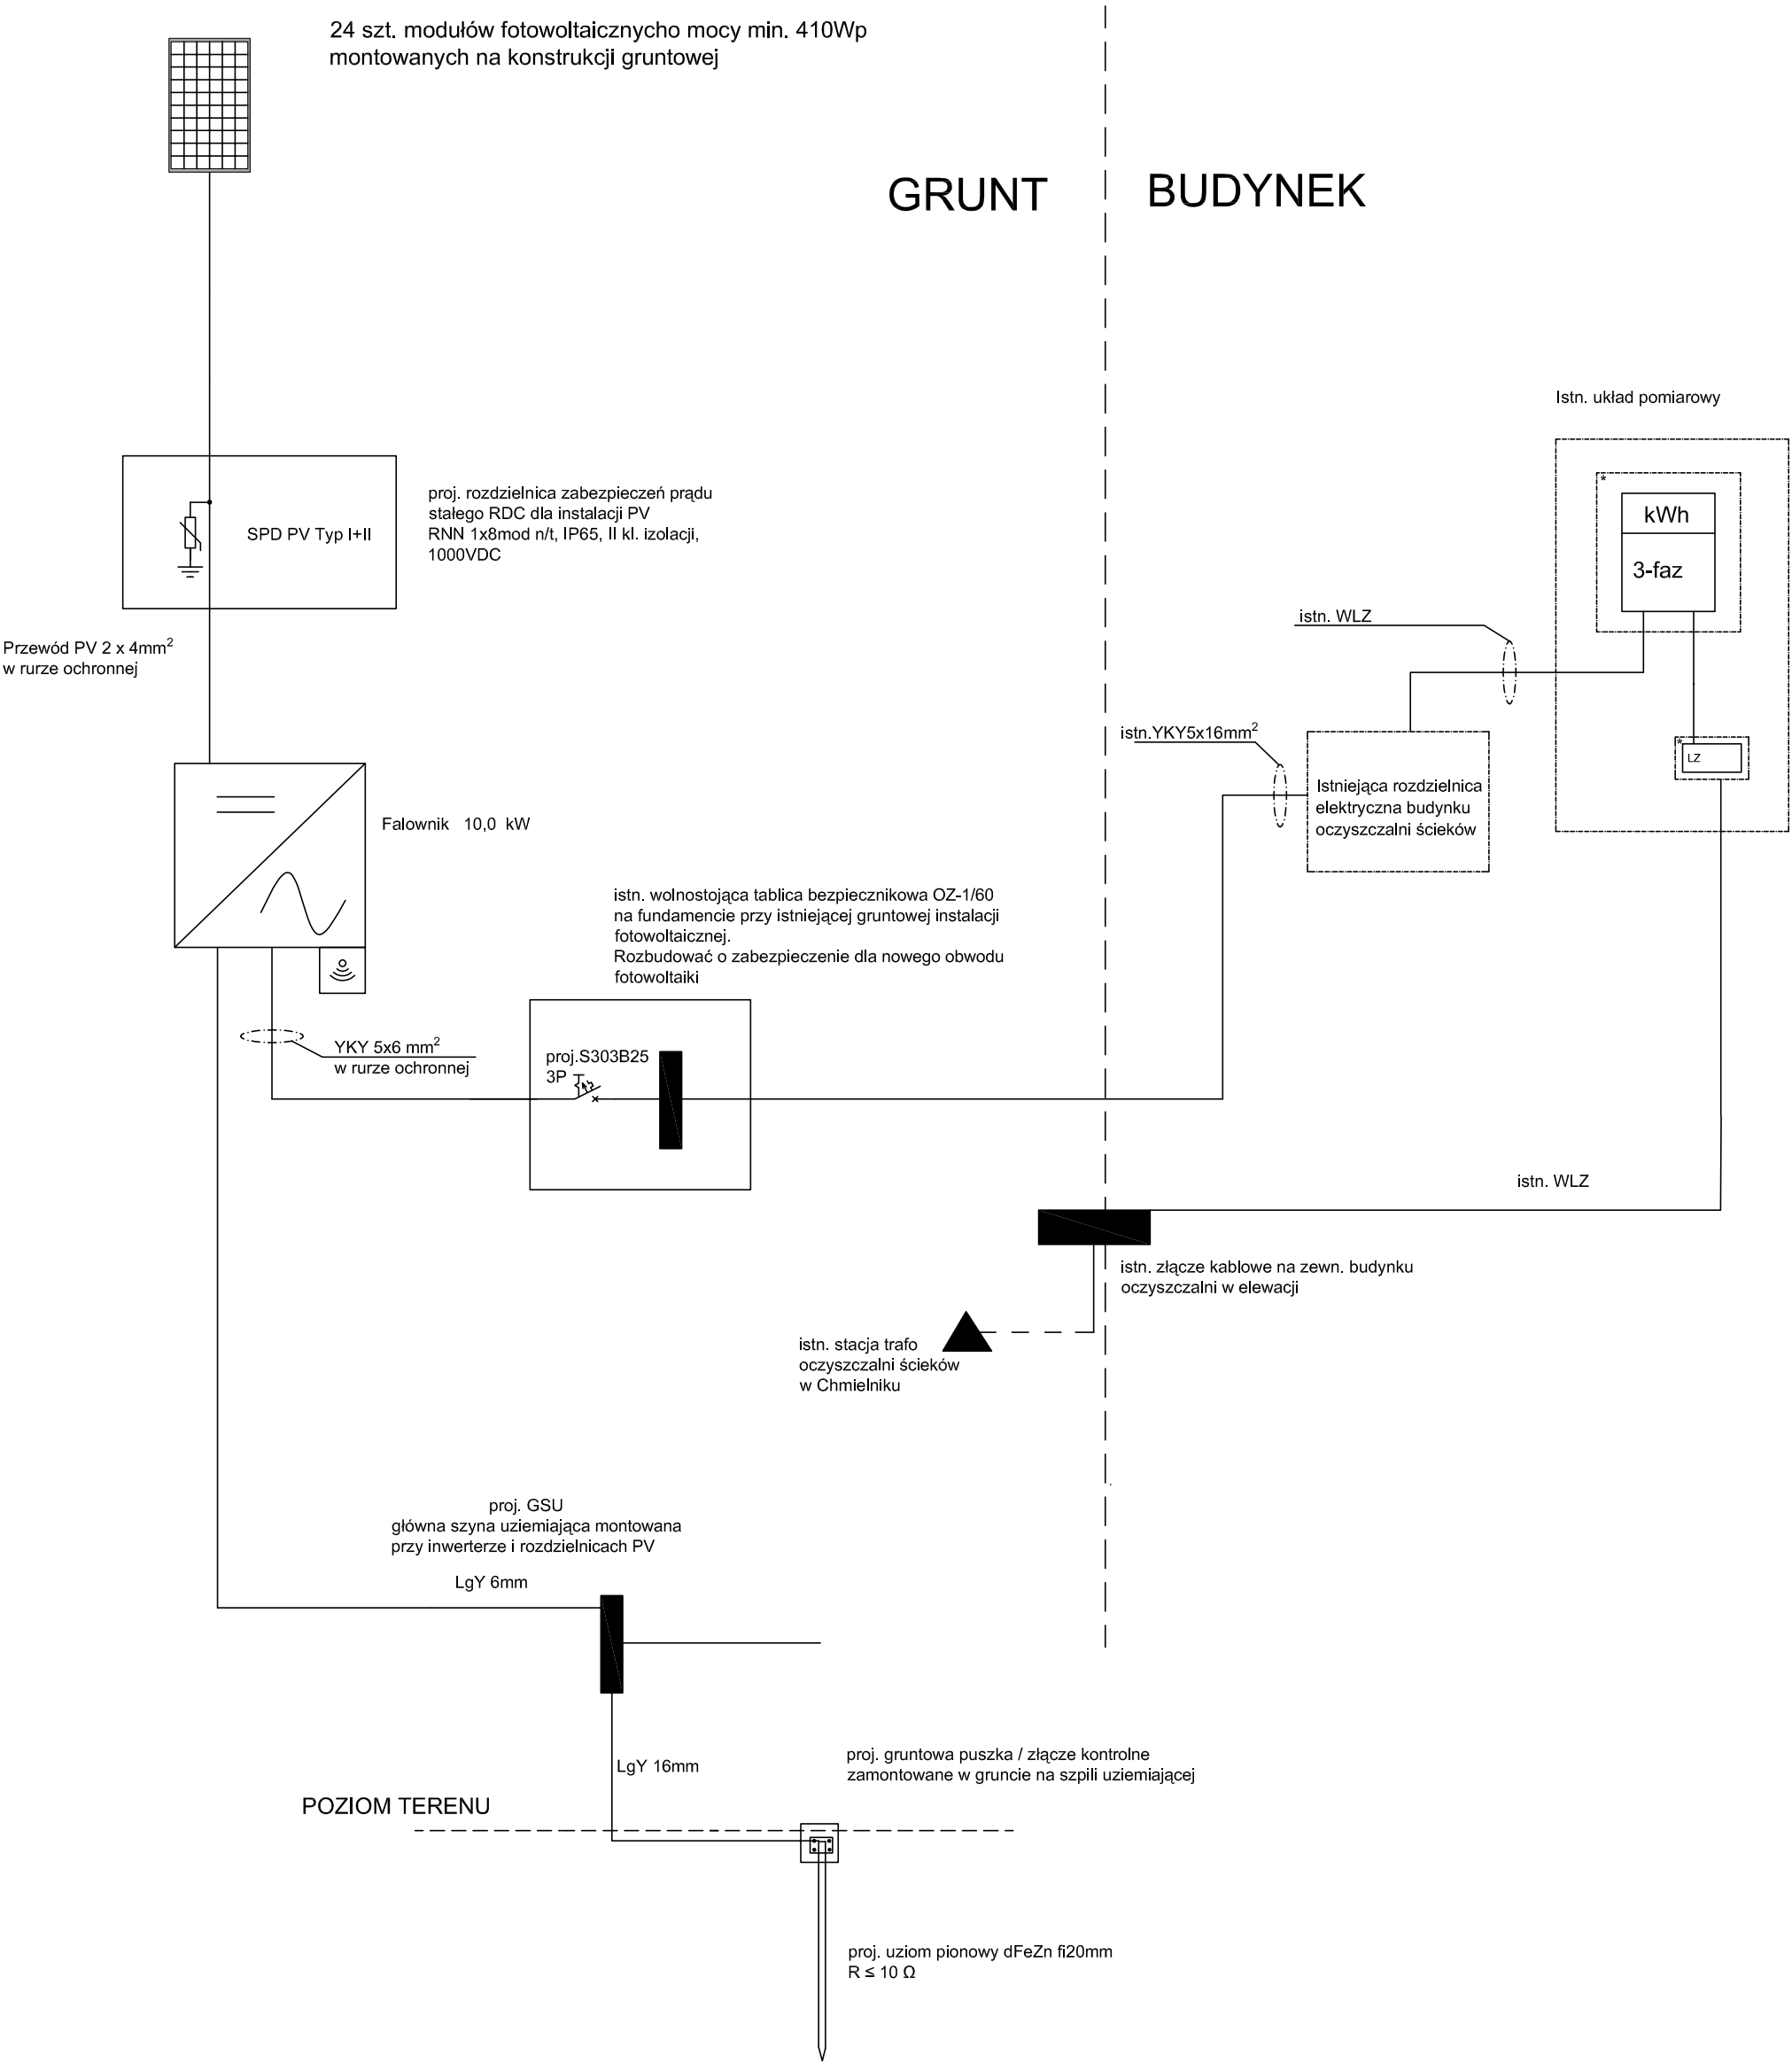 24 szt. modułów fotowoltaicznycho mocy min. 410Wp
montowanych na konstrukcji gruntowej
GRUNT
BUDYNEK
Istn. układ pomiarowy
*
kWh
3-faz
SPD PV Typ I+II
proj. rozdzielnica zabezpieczeń prądu
stałego RDC dla instalacji PV
RNN 1x8mod n/t, IP65, II kl. izolacji,
1000VDC
Przewód PV 2 x 4mm²
w rurze ochronnej
istn. WLZ
istn.YKY5x16mm²
*
LZ
Istniejąca rozdzielnica
elektryczna budynku
oczyszczalni ścieków
Falownik 10,0 kW
istn. wolnostojąca tablica bezpiecznikowa OZ-1/60
na fundamencie przy istniejącej gruntowej instalacji
fotowoltaicznej.
Rozbudować o zabezpieczenie dla nowego obwodu
fotowoltaiki
YKY 5x6 mm²
w rurze ochronnej
proj.S303B25
3P
istn. WLZ
istn. złącze kablowe na zewn. budynku
oczyszczalni w elewacji
istn. stacja trafo
oczyszczalni ścieków
w Chmielniku
proj. GSU
główna szyna uziemiająca montowana
przy inwerterze i rozdzielnicach PV
LgY 6mm
LgY 16mm
proj. gruntowa puszka / złącze kontrolne
zamontowane w gruncie na szpili uziemiającej
POZIOM TERENU
proj. uziom pionowy dFeZn fi20mm
R ≤ 10 Ω